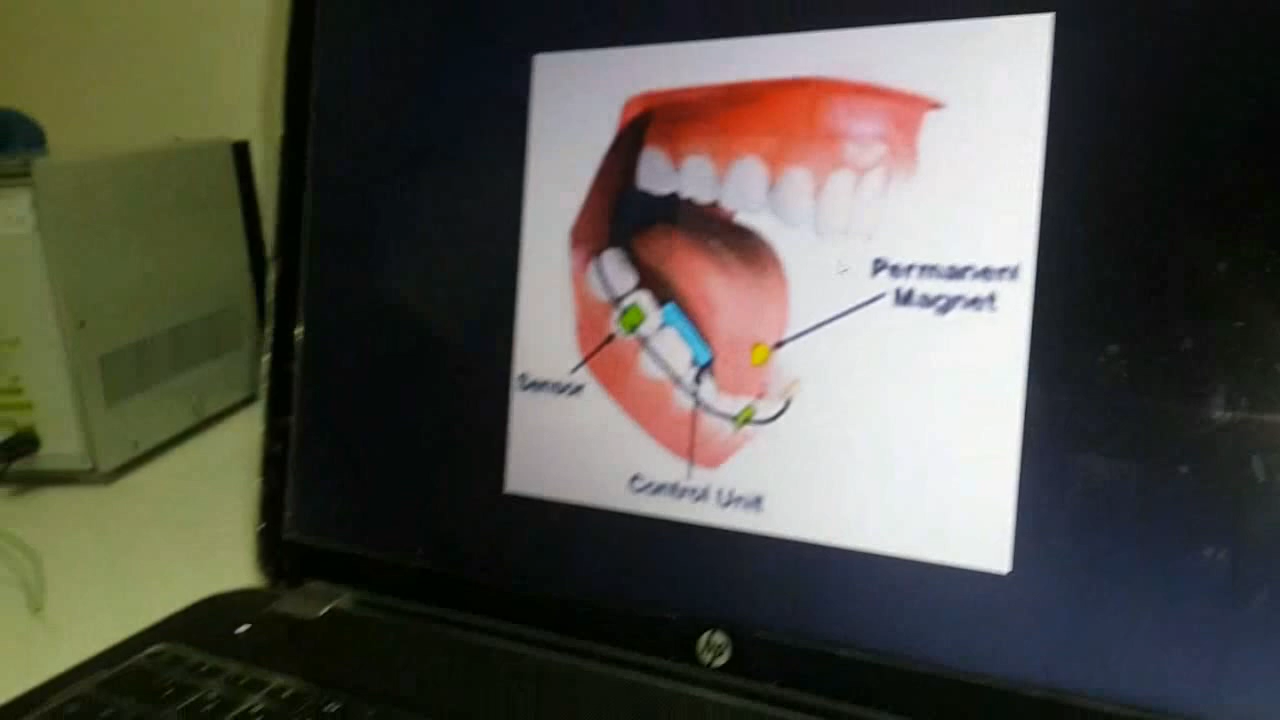 Permanent
Magnet
Sensor
Control Unit
hp